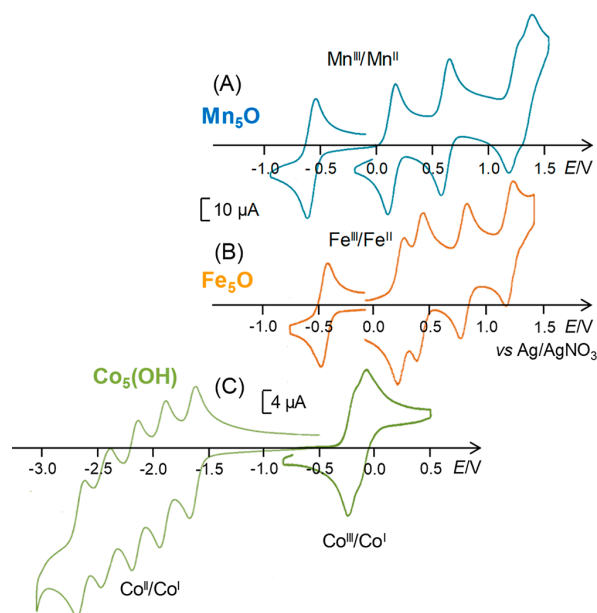 Mnᴵᴵᴵ/Mnᴵᴵ
(A)
Mn₅O
-1.0 -0.5 0.0 0.5 1.0 1.5 E/V
10 µA
Feᴵᴵᴵ/Feᴵᴵ
(B)
Fe₅O
-1.0 -0.5 0.0 0.5 1.0 1.5 E/V
vs Ag/AgNO₃
Co₅(OH) (C)
4 µA
-3.0 -2.5 -2.0 -1.5 -1.0 -0.5 0.0 0.5 E/V
Coᴵᴵᴵ/Coᴵ
Coᴵᴵ/Coᴵ